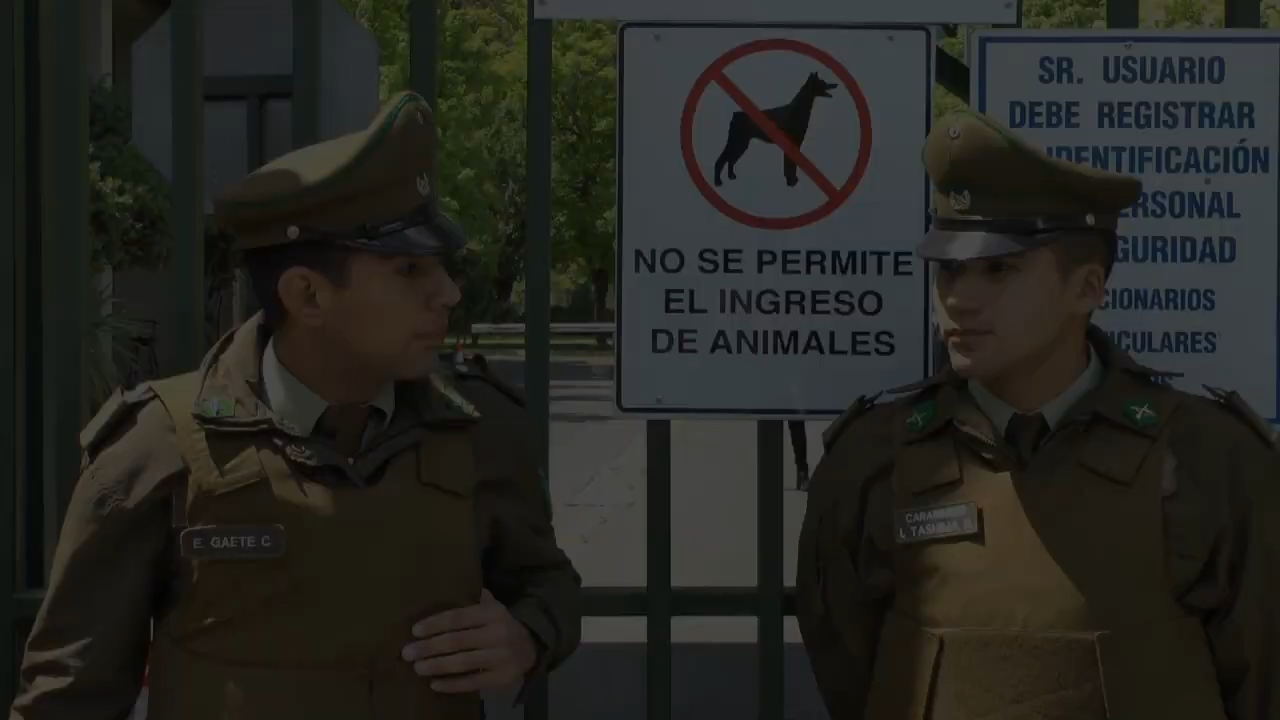 NO SE PERMITE
EL INGRESO
DE ANIMALES
SR. USUARIO
DEBE REGISTRAR
IDENTIFICACIÓN
ERSONAL
GURIDAD
CIONARIOS
ICULARES
E. GAETE C